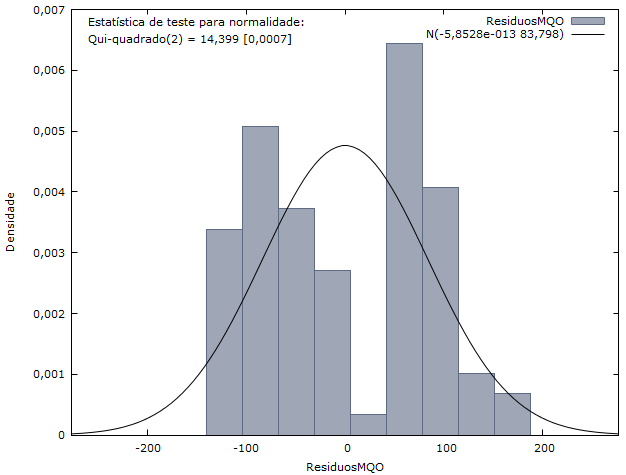 Estatística de teste para normalidade:
Qui-quadrado(2) = 14,399 [0,0007]
ResiduosMQO
N(-5,8528e-013 83,798)
0,007
0,006
0,005
0,004
0,003
0,002
0,001
0
Densidade
-200
-100
0
100
200
ResiduosMQO